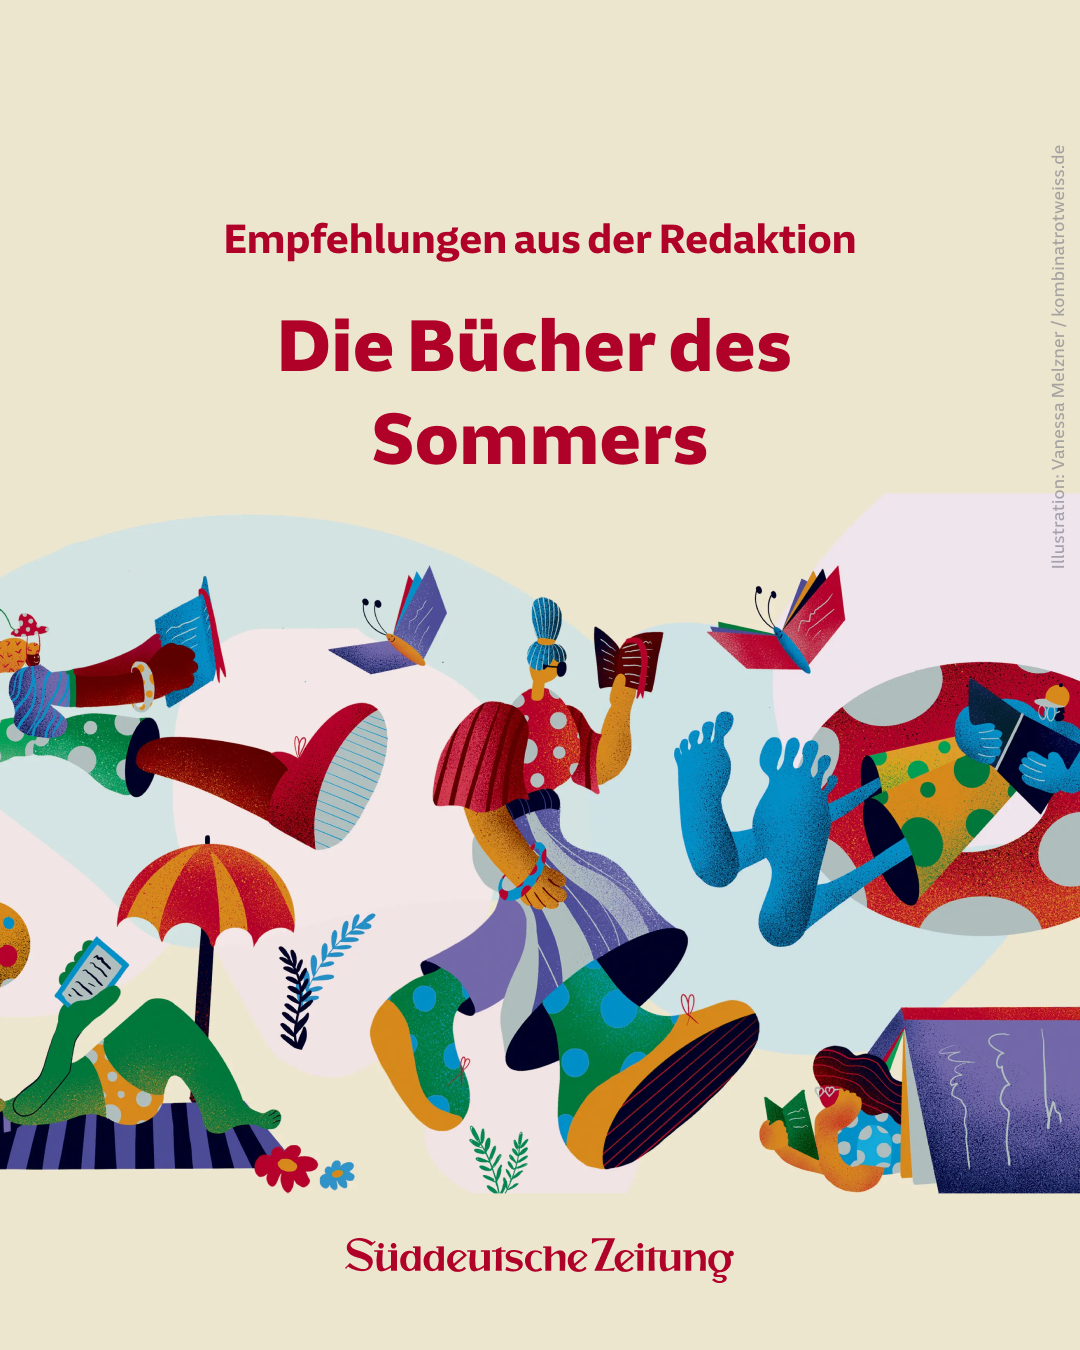 Empfehlungen aus der Redaktion
Die Bücher des
Sommers
Illustration: Vanessa Melzner / kombinatrotweiss.de
Süddeutsche Zeitung